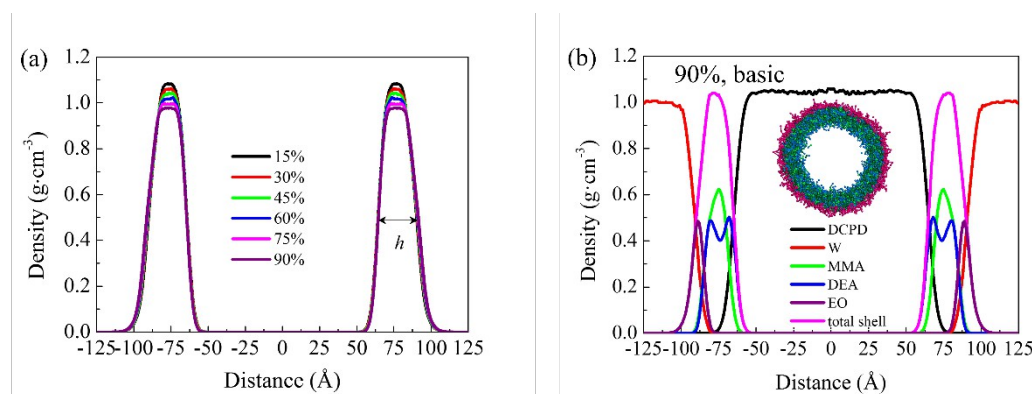 (a)
1.2
1.0
0.8
0.6
0.4
0.2
0.0
Density (g·cm⁻³)
15%
30%
45%
60%
75%
90%
h
-125-100 -75 -50 -25 0 25 50 75 100 125
Distance (Å)
(b)
90%, basic
1.2
1.0
0.8
0.6
0.4
0.2
0.0
Density (g·cm⁻³)
DCPD
W
MMA
DEA
EO
total shell
-125-100 -75 -50 -25 0 25 50 75 100 125
Distance (Å)